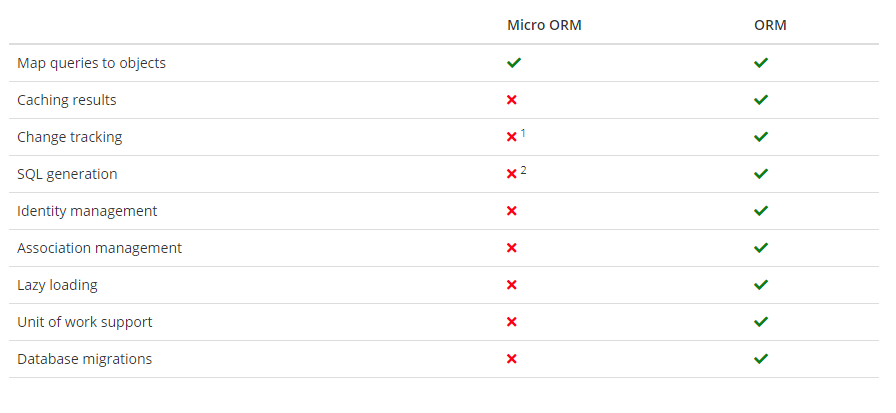 Micro ORM ORM
Map queries to objects
Caching results
Change tracking 1
SQL generation 2
Identity management
Association management
Lazy loading
Unit of work support
Database migrations